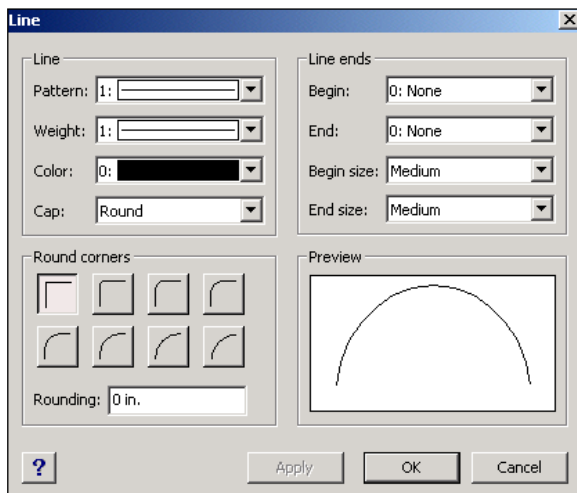 Line
Line
Pattern: 1:
Weight: 1:
Color: 0:
Cap: Round
Line ends
Begin: 0: None
End: 0: None
Begin size: Medium
End size: Medium
Round corners
Rounding: 0 in.
Preview
? Apply OK Cancel